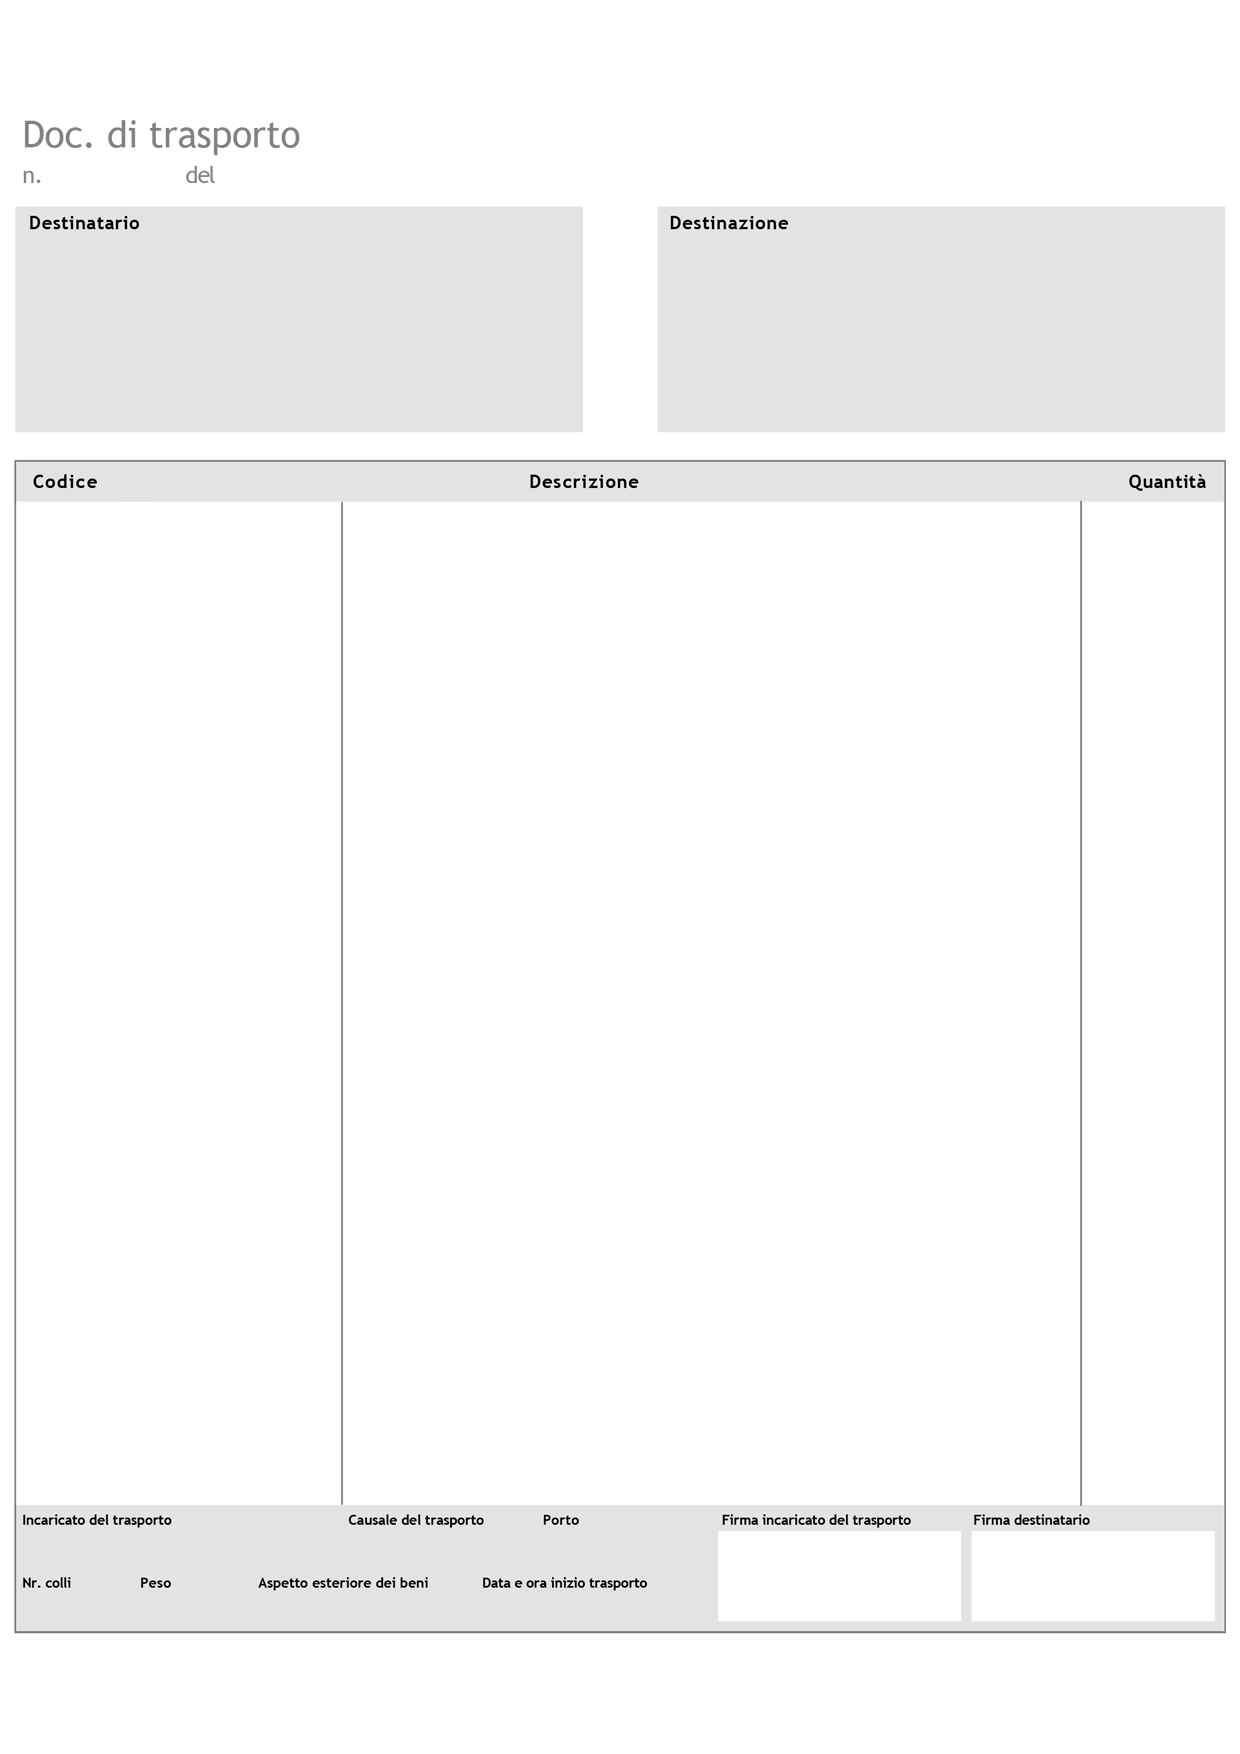 Doc. di trasporto
n. del
Destinatario Destinazione
Codice Descrizione Quantità
Incaricato del trasporto Causale del trasporto Porto Firma incaricato del trasporto Firma destinatario
Nr. colli Peso Aspetto esteriore dei beni Data e ora inizio trasporto